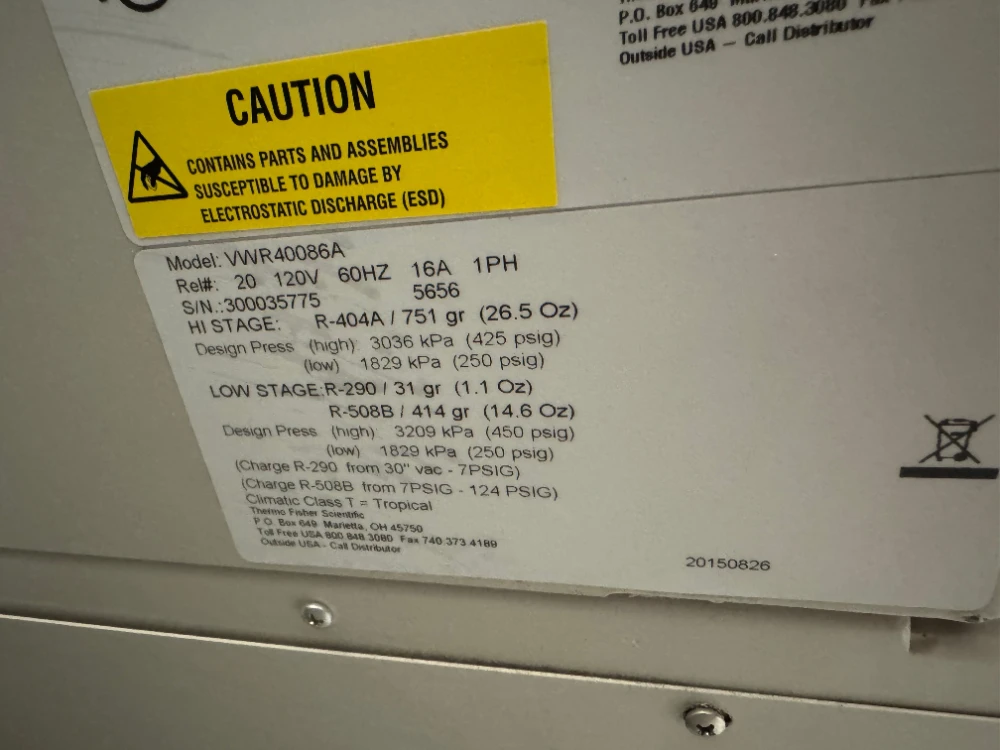 P.O. Box 649
Toll Free USA 800.848.3080
Outside USA – Call Distributor
CAUTION
CONTAINS PARTS AND ASSEMBLIES
SUSCEPTIBLE TO DAMAGE BY
ELECTROSTATIC DISCHARGE (ESD)
Model: VWR40086A
Rel#: 20 120V 60HZ 16A 1PH
S/N.:300035775 5656
HI STAGE: R-404A / 751 gr (26.5 Oz)
Design Press (high) 3036 kPa (425 psig)
(low) 1829 kPa (250 psig)
LOW STAGE:R-290 / 31 gr (1.1 Oz)
R-508B / 414 gr (14.6 Oz)
Design Press (high) 3209 kPa (450 psig)
(low) 1829 kPa (250 psig)
(Charge R-290 from 30" vac - 7PSIG)
(Charge R-508B from 7PSIG - 124 PSIG)
Climatic Class T = Tropical
Thermo Fisher Scientific
P.O. Box 649 Marietta, OH 45750
Toll Free USA 800.848.3080 Fax 740.373.4189
Outside USA - Call Distributor
20150826